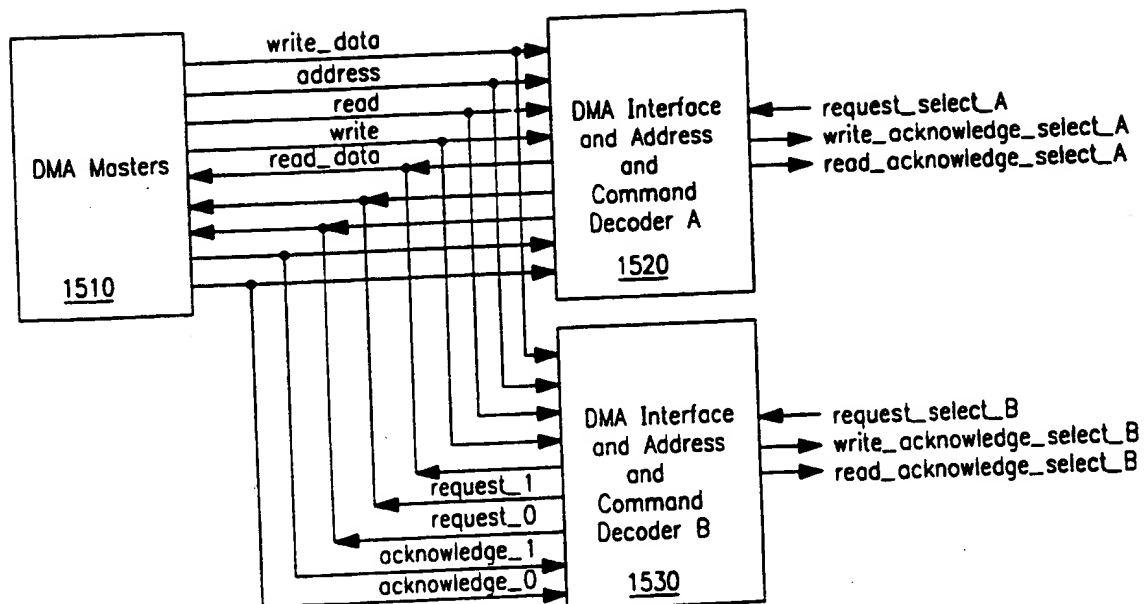 write_data
address
read
write
read_data
DMA Masters
1510
DMA Interface
and Address
and
Command
Decoder A
1520
request_select_A
write_acknowledge_select_A
read_acknowledge_select_A
DMA Interface
and Address
and
Command
Decoder B
1530
request_select_B
write_acknowledge_select_B
read_acknowledge_select_B
request_1
request_0
acknowledge_1
acknowledge_0